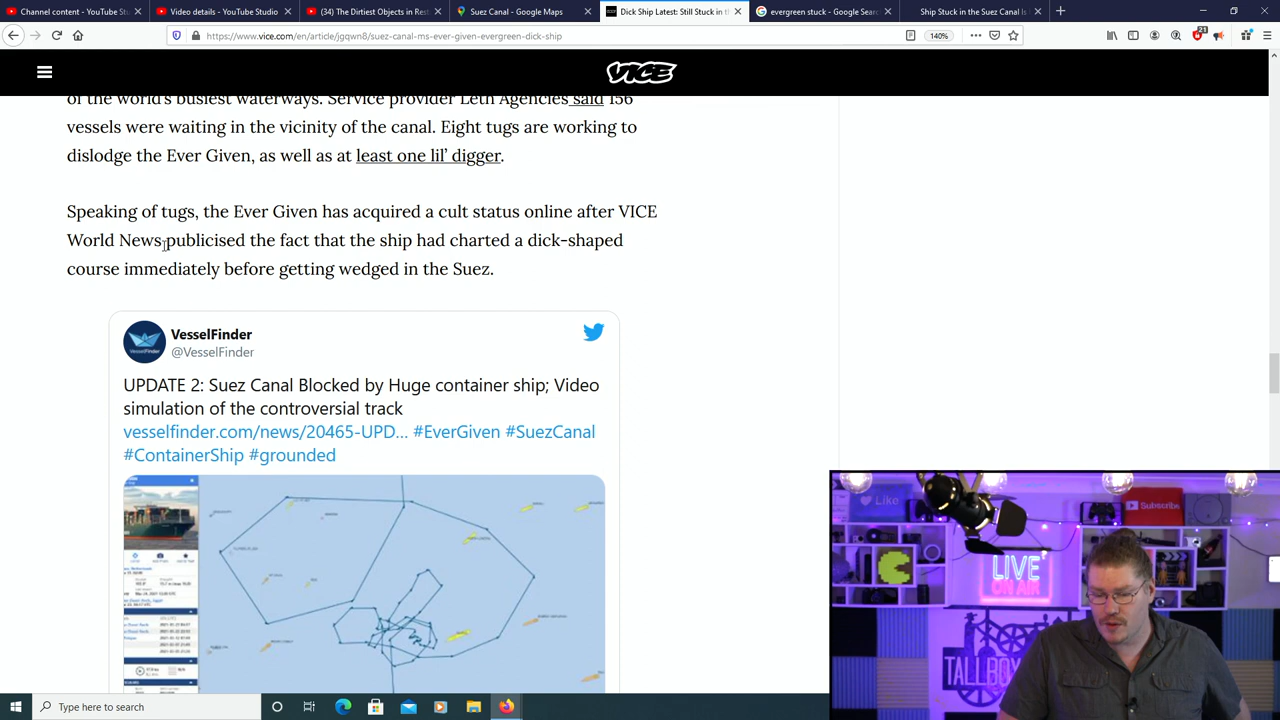 Channel content - YouTube St
Video details - YouTube Studio
(34) The Dirtiest Objects in Rest
Suez Canal - Google Maps
Dick Ship Latest: Still Stuck in t
evergreen stuck - Google Searc
Ship Stuck in the Suez Canal Is
https://www.vice.com/en/article/jgqwn8/suez-canal-ms-ever-given-evergreen-dick-ship
140%
21
VICE
of the world's busiest waterways. Service provider Leth Agencies said 156
vessels were waiting in the vicinity of the canal. Eight tugs are working to
dislodge the Ever Given, as well as at least one lil' digger.
Speaking of tugs, the Ever Given has acquired a cult status online after VICE
World News publicised the fact that the ship had charted a dick-shaped
course immediately before getting wedged in the Suez.
VesselFinder
@VesselFinder
UPDATE 2: Suez Canal Blocked by Huge container ship; Video
simulation of the controversial track
vesselfinder.com/news/20465-UPD... #EverGiven #SuezCanal
#ContainerShip #grounded
Like
Subscribe
LIVE
TALLBO
Type here to search